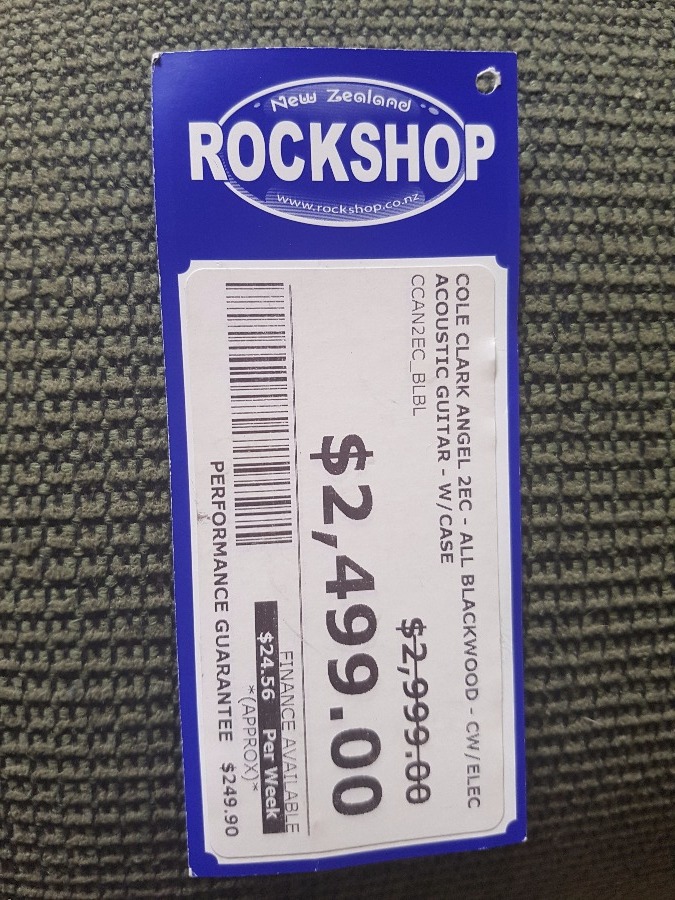 New Zealand
ROCKSHOP
www.rockshop.co.nz
COLE CLARK ANGEL 2EC - ALL BLACKWOOD - CW/ELEC
ACOUSTIC GUITAR - W/CASE
CCAN2EC_BLBL
$2,999.00
$2,499.00
FINANCE AVAILABLE
$24.56 Per Week
*(APPROX)*
PERFORMANCE GUARANTEE $249.90